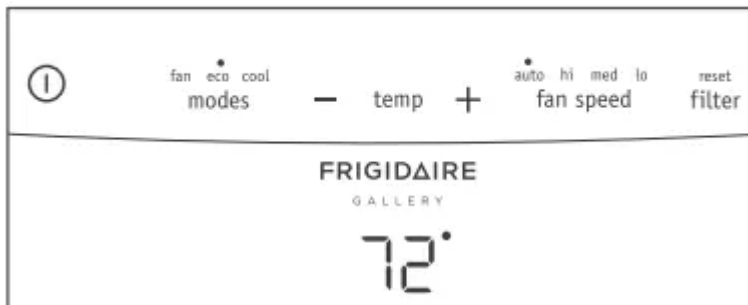 fan eco cool auto hi med lo reset
modes − temp + fan speed filter
FRIGIDAIRE
GALLERY
72°